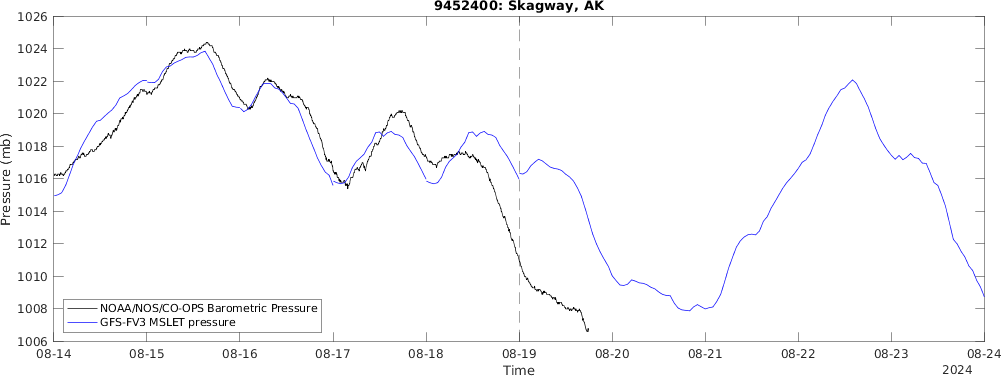 9452400: Skagway, AK
Pressure (mb)
1026
1024
1022
1020
1018
1016
1014
1012
1010
1008
1006
NOAA/NOS/CO-OPS Barometric Pressure
GFS-FV3 MSLET pressure
08-14 08-15 08-16 08-17 08-18 08-19 08-20 08-21 08-22 08-23 08-24
Time
2024